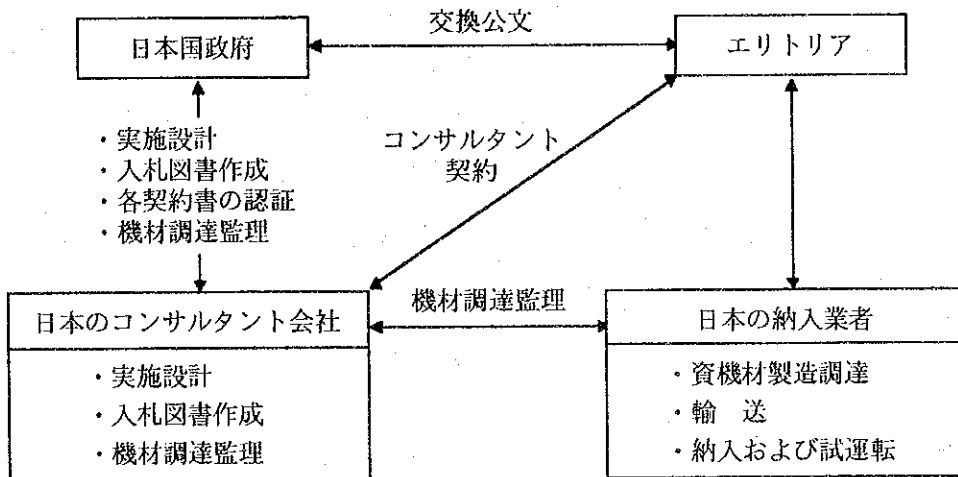 交換公文
日本国政府
エリトリア
・実施設計
・入札図書作成
・各契約書の認証
・機材調達監理
コンサルタント
契約
機材調達監理
日本のコンサルタント会社
・実施設計
・入札図書作成
・機材調達監理
日本の納入業者
・資機材製造調達
・輸　送
・納入および試運転